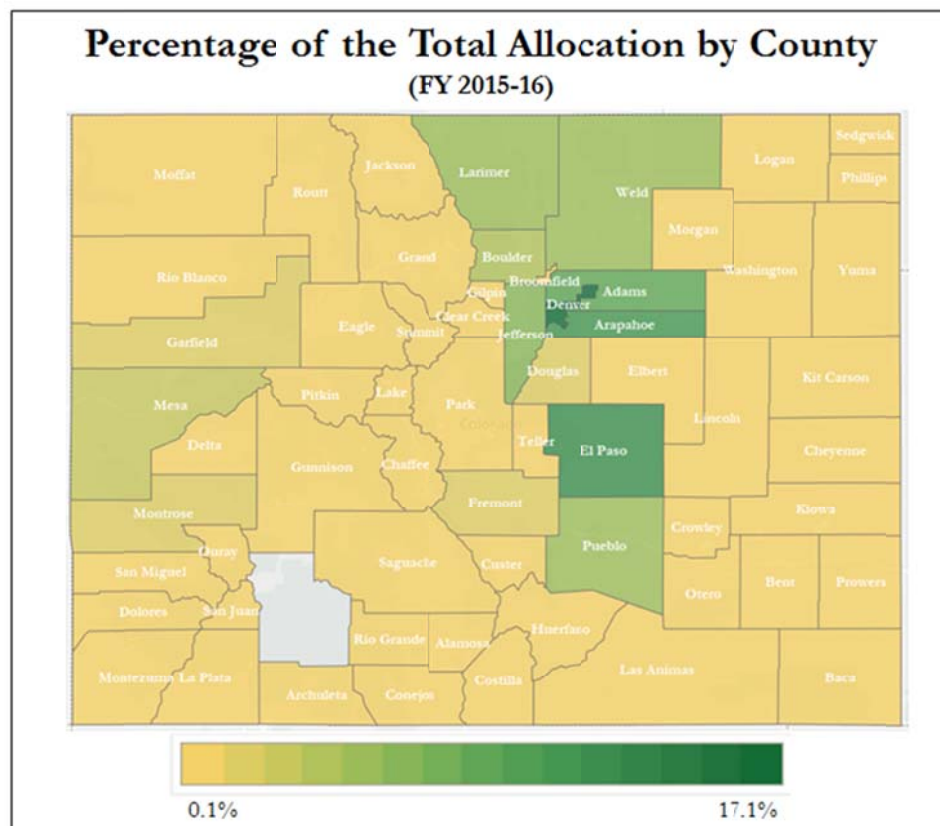 Percentage of the Total Allocation by County
(FY 2015-16)
Sedgwick
Jackson
Logan
Moffat
Larimer
Phillips
Routt
Weld
Morgan
Grand
Boulder
Rio Blanco
Washington
Yuma
Broomfield
Gilpin
Adams
Denver
Clear Creek
Eagle
Summit
Arapahoe
Jefferson
Garfield
Douglas
Elbert
Kit Carson
Pitkin
Lake
Mesa
Park
Lincoln
Colorado
Delta
Teller
El Paso
Cheyenne
Gunnison
Chaffee
Fremont
Kiowa
Montrose
Crowley
Pueblo
Ouray
Saguache
Custer
San Miguel
Bent
Prowers
Otero
Dolores
San Juan
Huerfano
Rio Grande
Alamosa
Las Animas
Montezuma La Plata
Costilla
Baca
Archuleta
Conejos
0.1%
17.1%